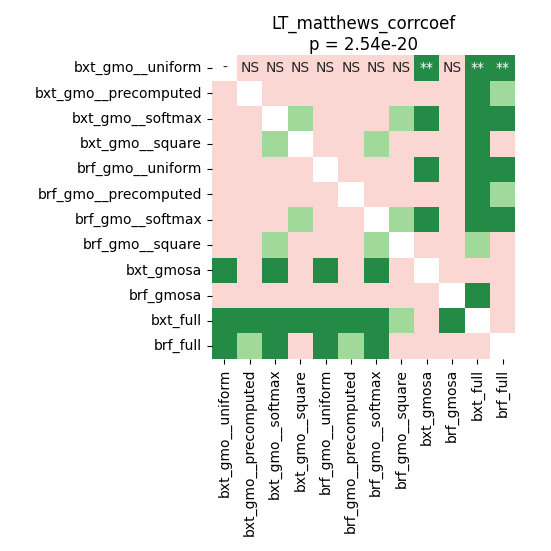 LT_matthews_corrcoef
p = 2.54e-20
bxt_gmo__uniform - NS NS NS NS NS NS NS ** NS ** **
bxt_gmo__precomputed
bxt_gmo__softmax
bxt_gmo__square
brf_gmo__uniform
brf_gmo__precomputed
brf_gmo__softmax
brf_gmo__square
bxt_gmosa
brf_gmosa
bxt_full
brf_full
bxt_gmo__uniform
bxt_gmo__precomputed
bxt_gmo__softmax
bxt_gmo__square
brf_gmo__uniform
brf_gmo__precomputed
brf_gmo__softmax
brf_gmo__square
bxt_gmosa
brf_gmosa
bxt_full
brf_full